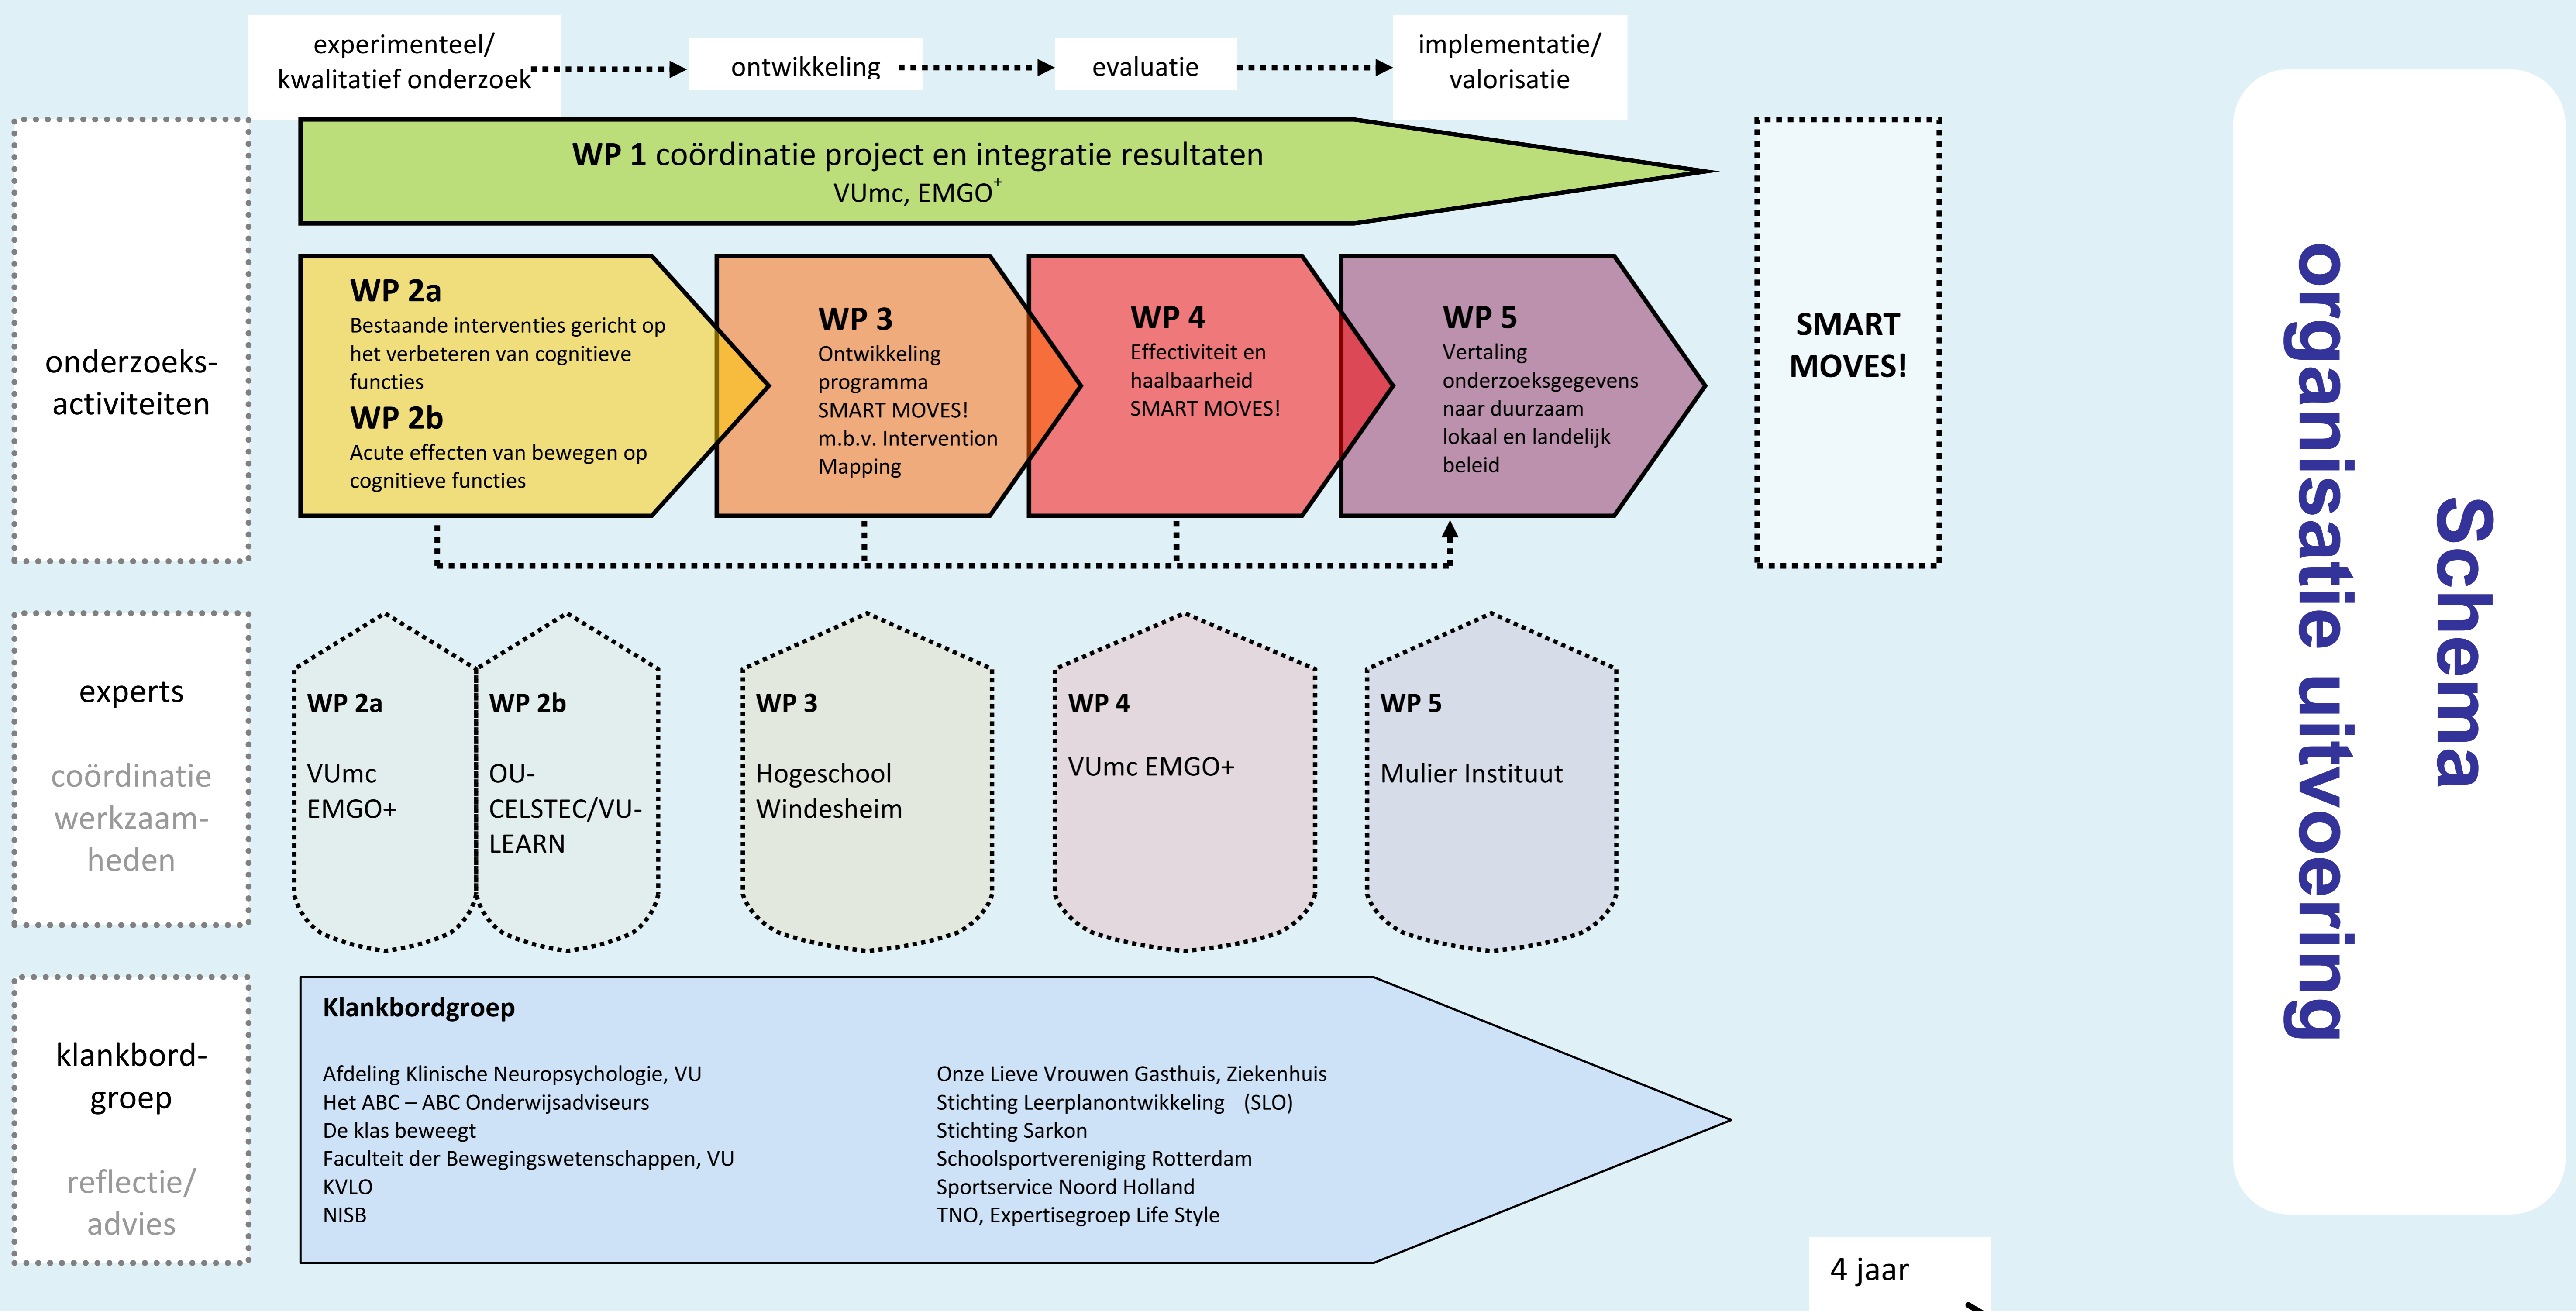 experimenteel/
kwalitatief onderzoek
ontwikkeling
evaluatie
implementatie/
valorisatie
onderzoeks-
activiteiten
WP 1 coördinatie project en integratie resultaten
VUmc, EMGO⁺
WP 2a
Bestaande interventies gericht op
het verbeteren van cognitieve
functies
WP 2b
Acute effecten van bewegen op
cognitieve functies
WP 3
Ontwikkeling
programma
SMART MOVES!
m.b.v. Intervention
Mapping
WP 4
Effectiviteit en
haalbaarheid
SMART MOVES!
WP 5
Vertaling
onderzoeksgegevens
naar duurzaam
lokaal en landelijk
beleid
SMART
MOVES!
experts
coördinatie
werkzaam-
heden
WP 2a
VUmc
EMGO+
WP 2b
OU-
CELSTEC/VU-
LEARN
WP 3
Hogeschool
Windesheim
WP 4
VUmc EMGO+
WP 5
Mulier Instituut
klankbord-
groep
reflectie/
advies
Klankbordgroep
Afdeling Klinische Neuropsychologie, VU
Het ABC – ABC Onderwijsadviseurs
De klas beweegt
Faculteit der Bewegingswetenschappen, VU
KVLO
NISB
Onze Lieve Vrouwen Gasthuis, Ziekenhuis
Stichting Leerplanontwikkeling (SLO)
Stichting Sarkon
Schoolsportvereniging Rotterdam
Sportservice Noord Holland
TNO, Expertisegroep Life Style
4 jaar
Schema
organisatie uitvoering